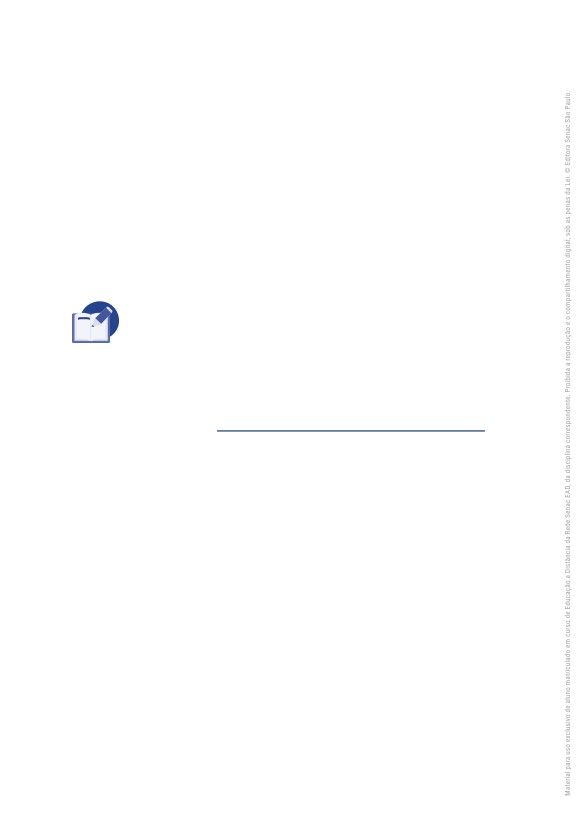 Material para uso exclusivo de aluno matriculado em curso de Educação a Distância da Rede Senac EAD, da disciplina correspondente. Proibida a reprodução e o compartilhamento digital, sob as penas da Lei. © Editora Senac São Paulo.